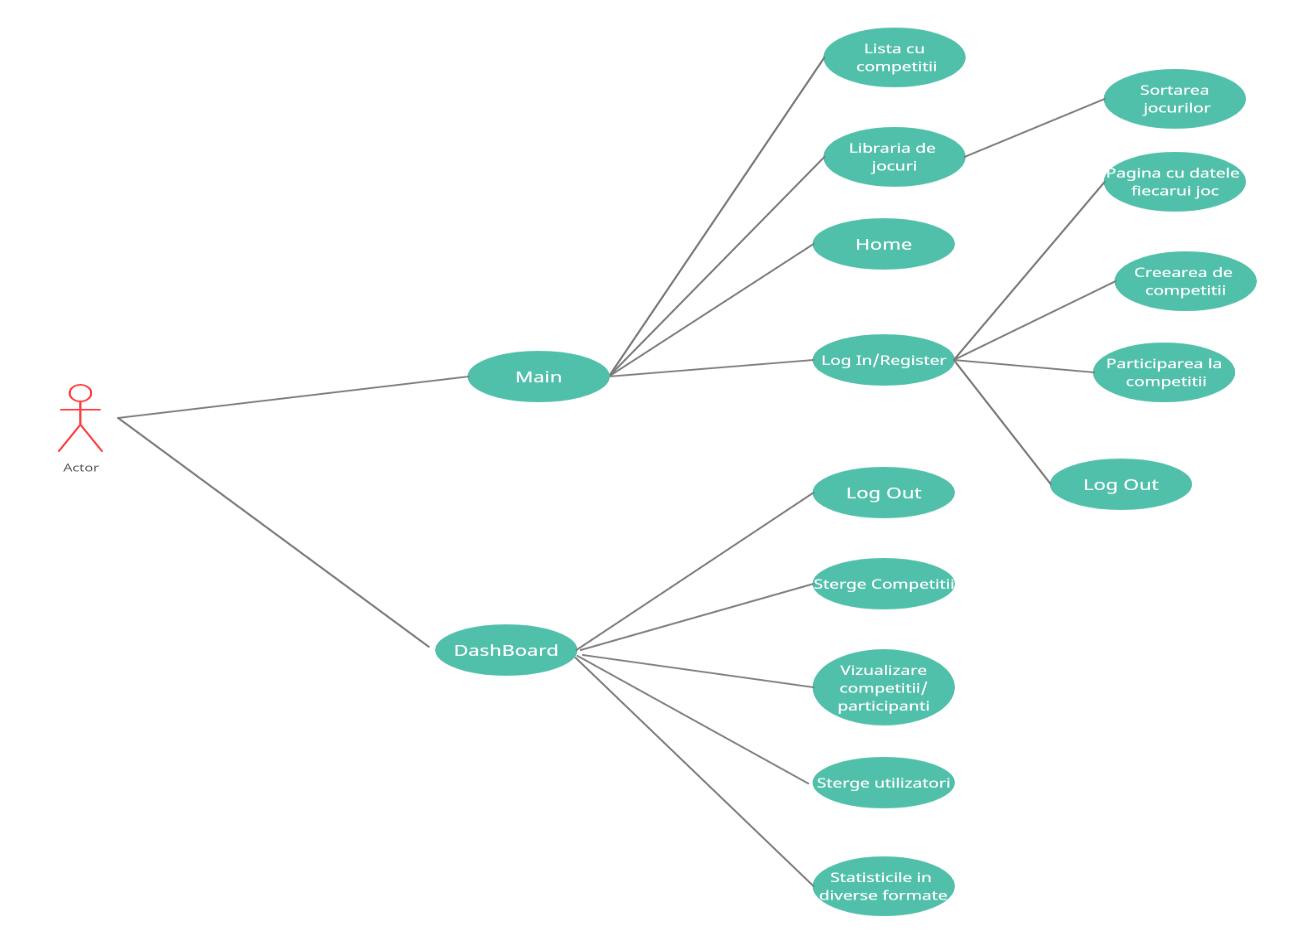 Lista cu
competitii
Sortarea
jocurilor
Libraria de
jocuri
Pagina cu datele
fiecarui joc
Home
Creearea de
competitii
Log In/Register
Participarea la
competitii
Main
Actor
Log Out
Log Out
Sterge Competitii
DashBoard
Vizualizare
competitii/
participanti
Sterge utilizatori
Statisticile in
diverse formate